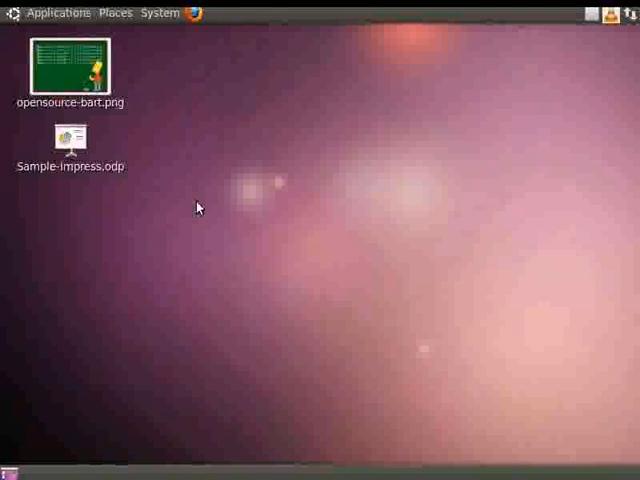 Applications Places System
opensource-bart.png
Sample-impress.odp